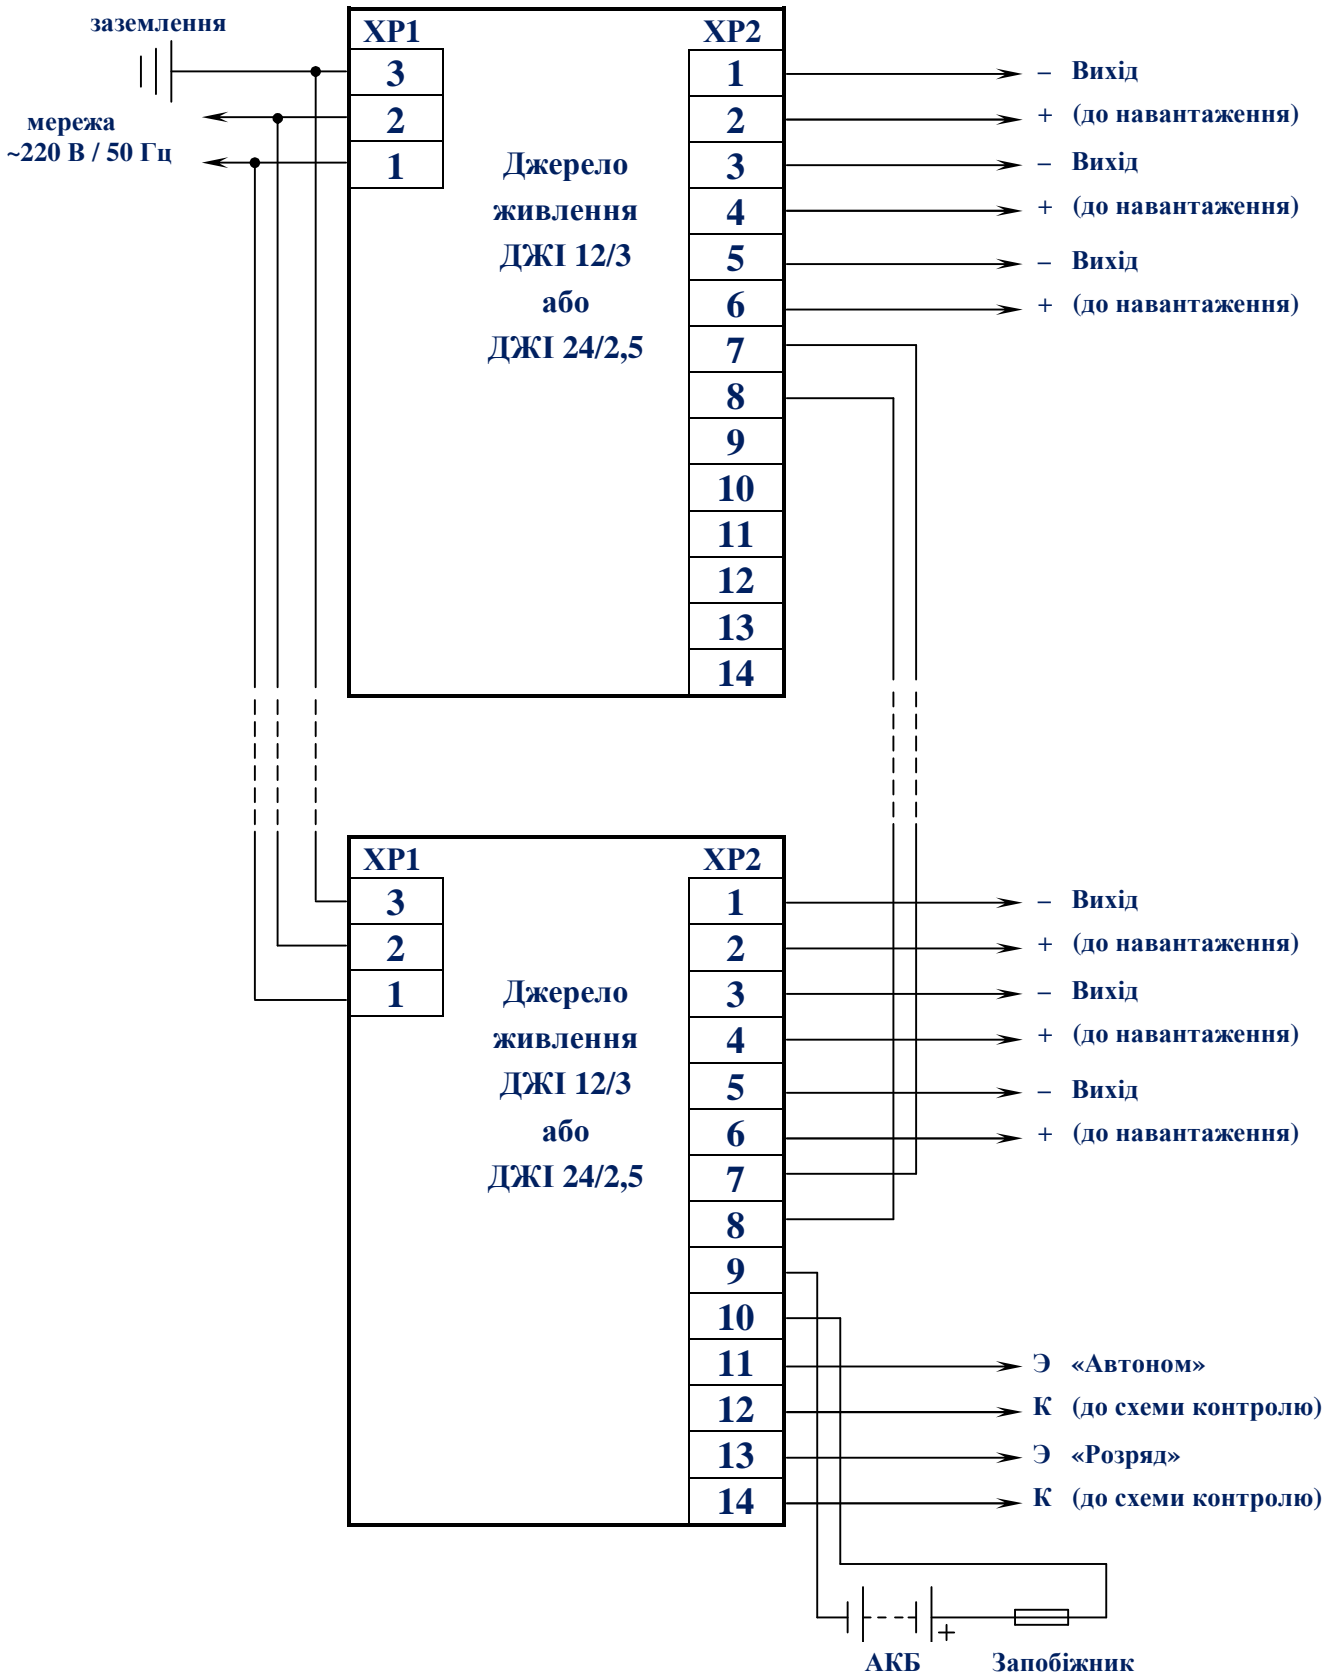 заземлення
мережа
~220 В / 50 Гц
ХР1
3
2
1
Джерело
живлення
ДЖІ 12/3
або
ДЖІ 24/2,5
ХР2
1
2
3
4
5
6
7
8
9
10
11
12
13
14
– Вихід
+ (до навантаження)
– Вихід
+ (до навантаження)
– Вихід
+ (до навантаження)
ХР1
3
2
1
Джерело
живлення
ДЖІ 12/3
або
ДЖІ 24/2,5
ХР2
1
2
3
4
5
6
7
8
9
10
11
12
13
14
– Вихід
+ (до навантаження)
– Вихід
+ (до навантаження)
– Вихід
+ (до навантаження)
Э «Автоном»
К (до схеми контролю)
Э «Розряд»
К (до схеми контролю)
+
АКБ
Запобіжник